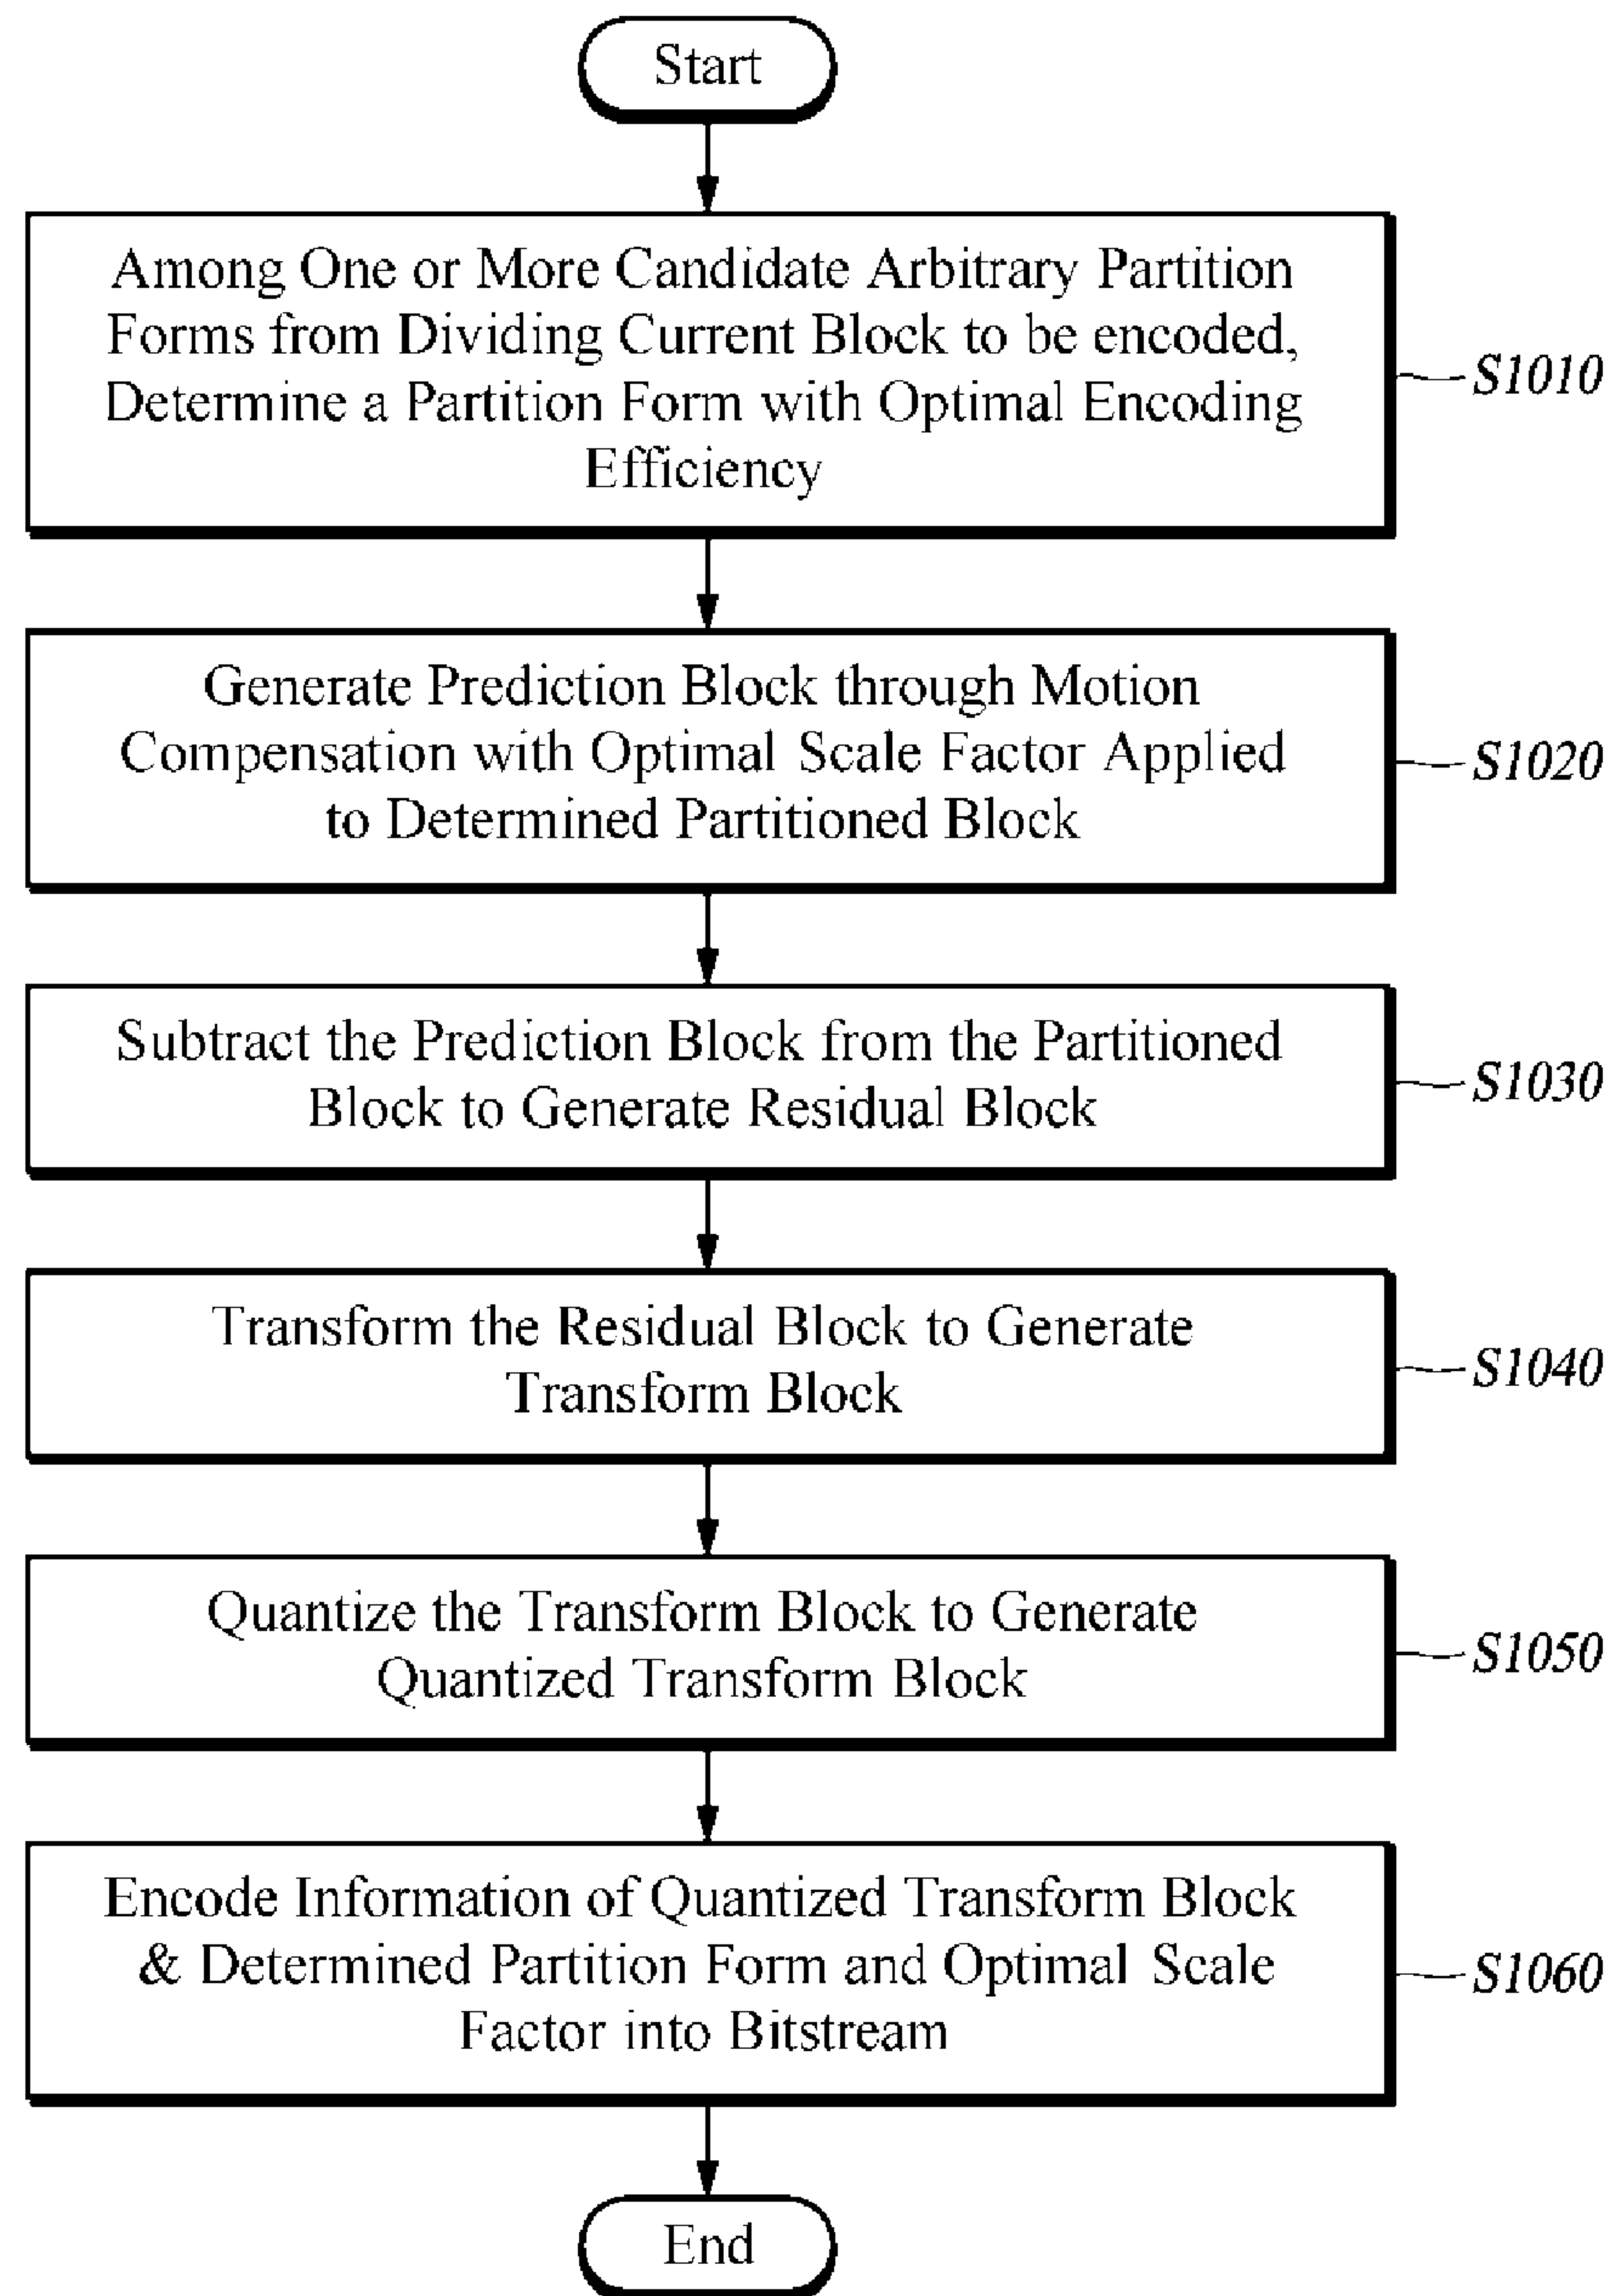 Start
Among One or More Candidate Arbitrary Partition
Forms from Dividing Current Block to be encoded,
Determine a Partition Form with Optimal Encoding
Efficiency
S1010
Generate Prediction Block through Motion
Compensation with Optimal Scale Factor Applied
to Determined Partitioned Block
S1020
Subtract the Prediction Block from the Partitioned
Block to Generate Residual Block
S1030
Transform the Residual Block to Generate
Transform Block
S1040
Quantize the Transform Block to Generate
Quantized Transform Block
S1050
Encode Information of Quantized Transform Block
& Determined Partition Form and Optimal Scale
Factor into Bitstream
S1060
End